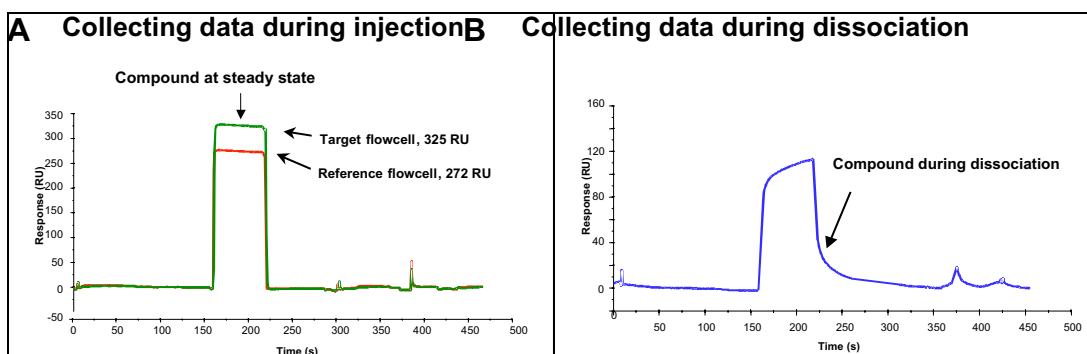 A Collecting data during injection
Compound at steady state
Target flowcell, 325 RU
Reference flowcell, 272 RU
Response (RU)
350
300
250
200
150
100
50
0
-50
0 50 100 150 200 250 300 350 400 450 500
Time (s)
B Collecting data during dissociation
Compound during dissociation
Response (RU)
160
120
80
40
0
0 50 100 150 200 250 300 350 400 450 500
Time (s)